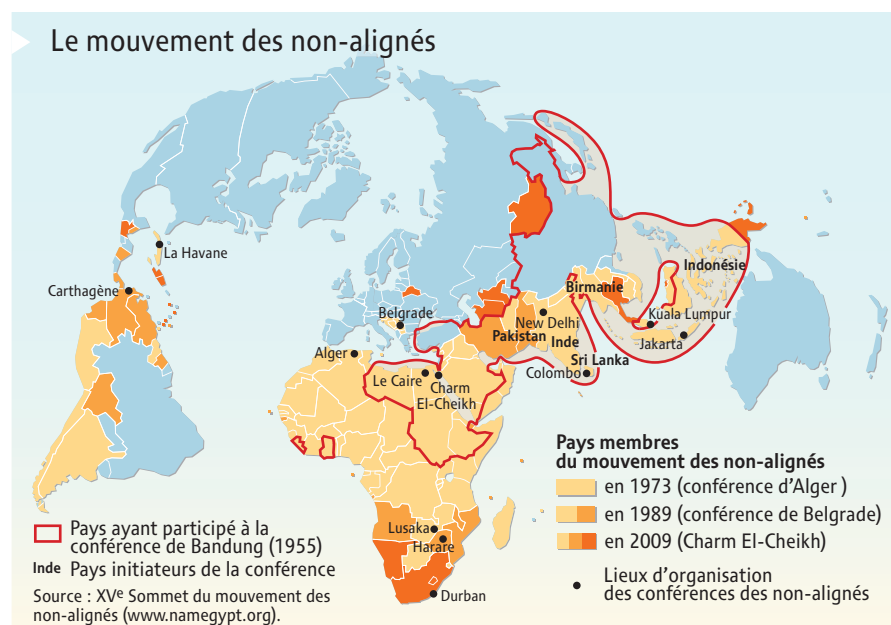 Le mouvement des non-alignés
La Havane
Carthagène
Belgrade
Alger
Le Caire
Charm
El-Cheikh
Pakistan
New Delhi
Inde
Birmanie
Indonésie
Kuala Lumpur
Jakarta
Sri Lanka
Colombo
Lusaka
Harare
Durban
Pays ayant participé à la
conférence de Bandung (1955)
Inde Pays initiateurs de la conférence
Source : XVe Sommet du mouvement des
non-alignés (www.namegypt.org).
Pays membres
du mouvement des non-alignés
en 1973 (conférence d'Alger )
en 1989 (conférence de Belgrade)
en 2009 (Charm El-Cheikh)
Lieux d'organisation
des conférences des non-alignés